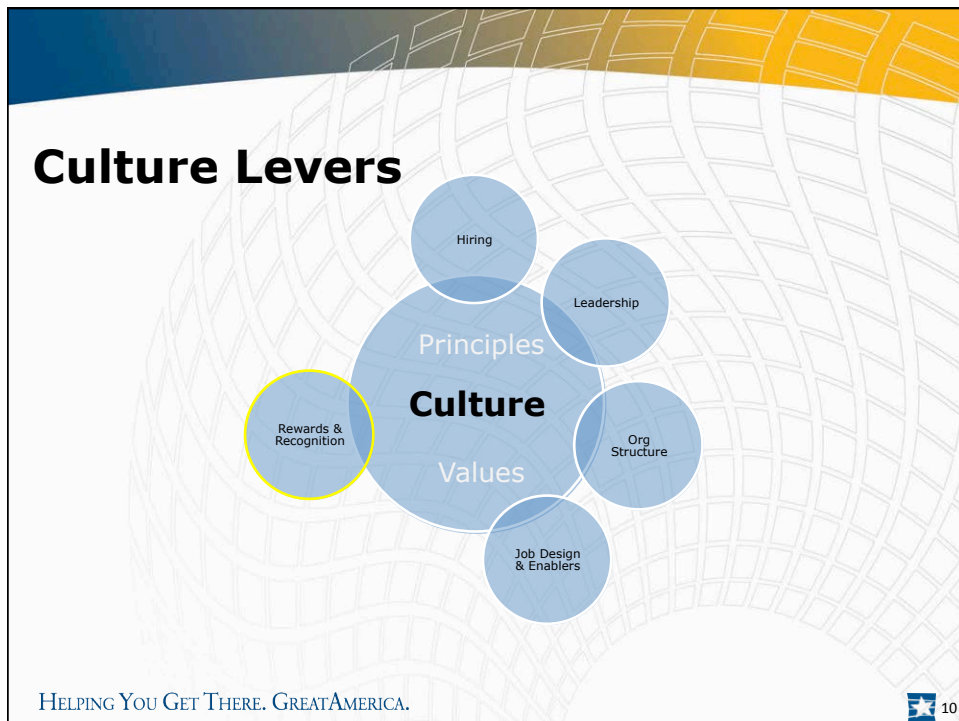 Culture Levers
Hiring
Leadership
Principles
Culture
Values
Rewards &
Recognition
Org
Structure
Job Design
& Enablers
HELPING YOU GET THERE. GREATAMERICA.
10